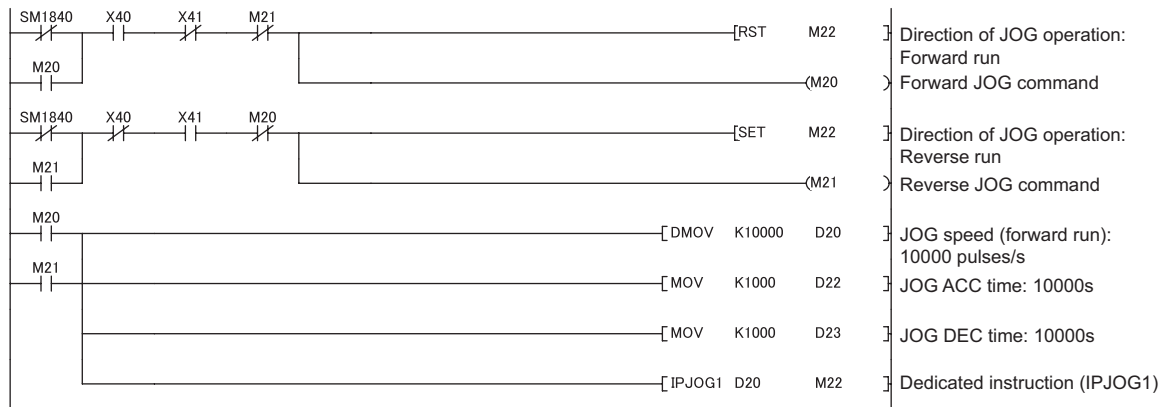 SM1840 X40 X41 M21
[RST M22 ] Direction of JOG operation:
Forward run
M20
(M20 ) Forward JOG command
SM1840 X40 X41 M20
[SET M22 ] Direction of JOG operation:
Reverse run
M21
(M21 ) Reverse JOG command
M20
[DMOV K10000 D20 ] JOG speed (forward run):
10000 pulses/s
M21
[MOV K1000 D22 ] JOG ACC time: 10000s
[MOV K1000 D23 ] JOG DEC time: 10000s
[IPJOG1 D20 M22 ] Dedicated instruction (IPJOG1)